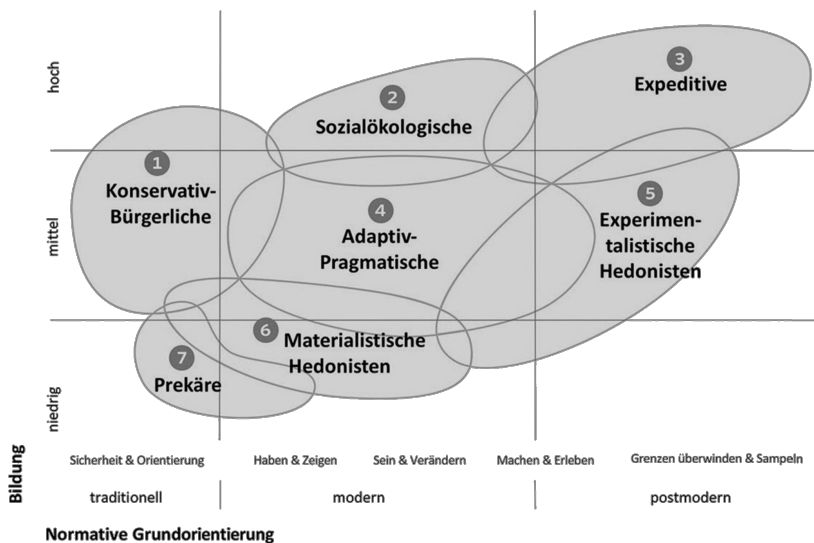 hoch
3
Expeditive
2
Sozialökologische
1
Konservativ-
Bürgerliche
mittel
4
Adaptiv-
Pragmatische
5
Experimen-
talistische
Hedonisten
6
Materialistische
Hedonisten
7
Prekäre
niedrig
Bildung
Sicherheit & Orientierung
Haben & Zeigen
Sein & Verändern
Machen & Erleben
Grenzen überwinden & Sampeln
traditionell
modern
postmodern
Normative Grundorientierung